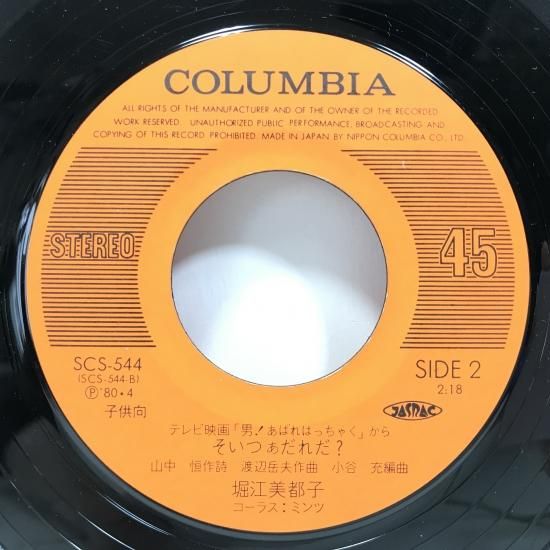 COLUMBIA
ALL RIGHTS OF THE MANUFACTURER AND OF THE OWNER OF THE RECORDED
WORK RESERVED. UNAUTHORIZED PUBLIC PERFORMANCE, BROADCASTING AND
COPYING OF THIS RECORD PROHIBITED. MADE IN JAPAN BY NIPPON COLUMBIA CO., LTD.
STEREO
45
SCS-544
(SCS-544-B)
Ⓟ'80・4
子供向
SIDE 2
2:18
JASRAC
テレビ映画「男!あばれはっちゃく」から
そいつぁだれだ?
山中 恒作詩 渡辺岳夫作曲 小谷 充編曲
堀江美都子
コーラス:ミンツ